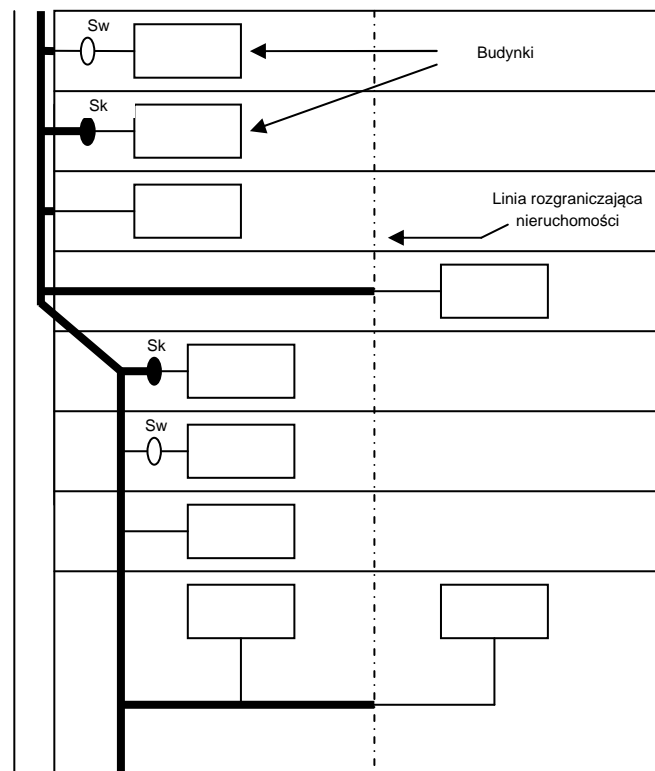 Sw
Budynki
Sk
Linia rozgraniczająca
nieruchomości
Sk
Sw